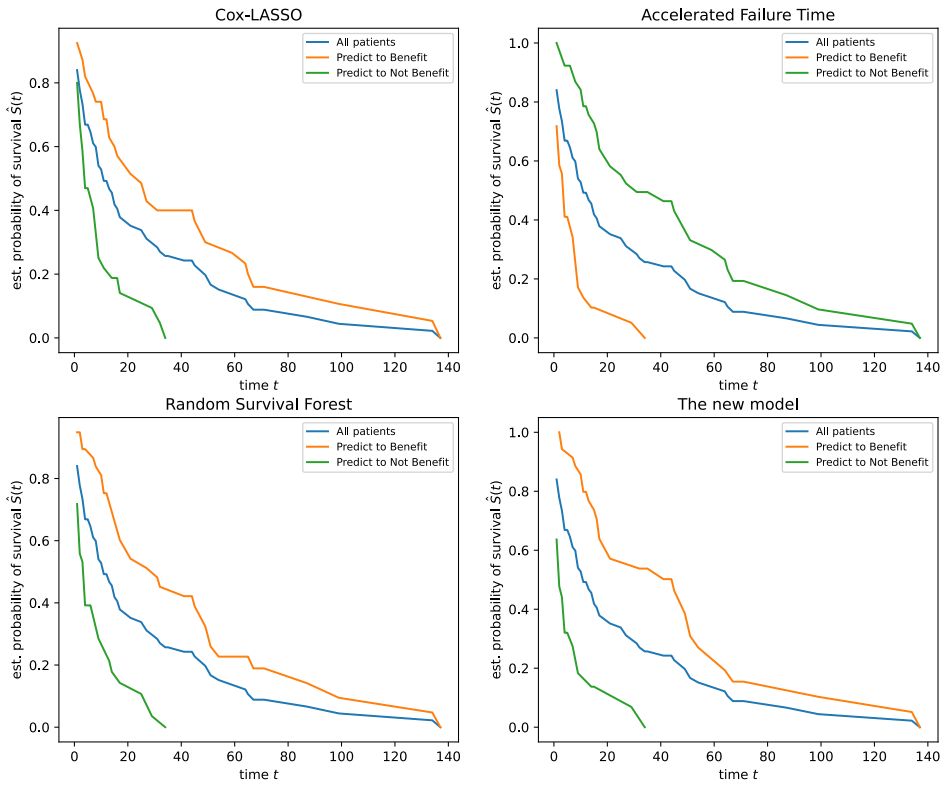 Cox-LASSO
All patients
Predict to Benefit
Predict to Not Benefit
est. probability of survival Ŝ(t)
0.8
0.6
0.4
0.2
0.0
0 20 40 60 80 100 120 140
time t
Accelerated Failure Time
All patients
Predict to Benefit
Predict to Not Benefit
est. probability of survival Ŝ(t)
1.0
0.8
0.6
0.4
0.2
0.0
0 20 40 60 80 100 120 140
time t
Random Survival Forest
All patients
Predict to Benefit
Predict to Not Benefit
est. probability of survival Ŝ(t)
0.8
0.6
0.4
0.2
0.0
0 20 40 60 80 100 120 140
time t
The new model
All patients
Predict to Benefit
Predict to Not Benefit
est. probability of survival Ŝ(t)
1.0
0.8
0.6
0.4
0.2
0.0
0 20 40 60 80 100 120 140
time t